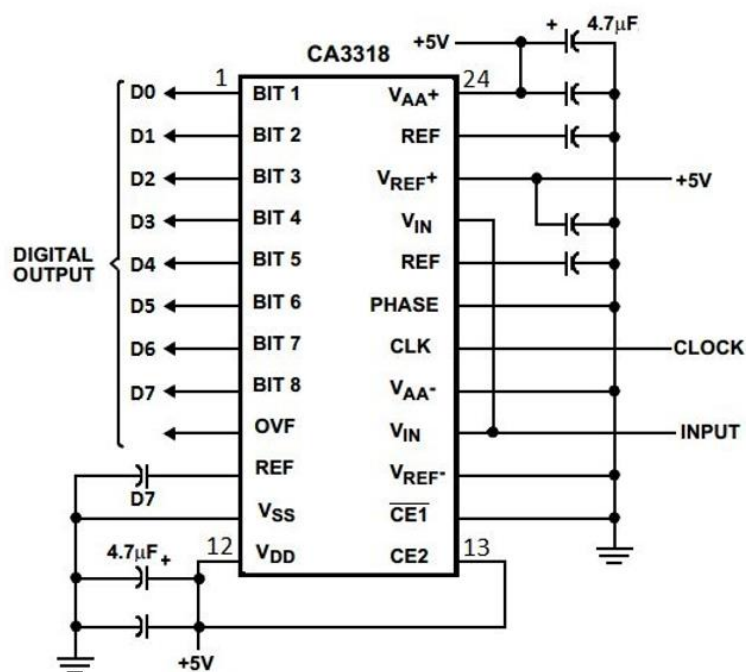 +5V
+ 4.7μF
CA3318
1
24
D0
BIT 1
VAA+
D1
BIT 2
REF
D2
BIT 3
VREF+
+5V
D3
BIT 4
VIN
DIGITAL
OUTPUT
D4
BIT 5
REF
D5
BIT 6
PHASE
D6
BIT 7
CLK
CLOCK
D7
BIT 8
VAA-
OVF
VIN
INPUT
REF
VREF-
D7
VSS
CE1
12
VDD
CE2
13
4.7μF +
+5V